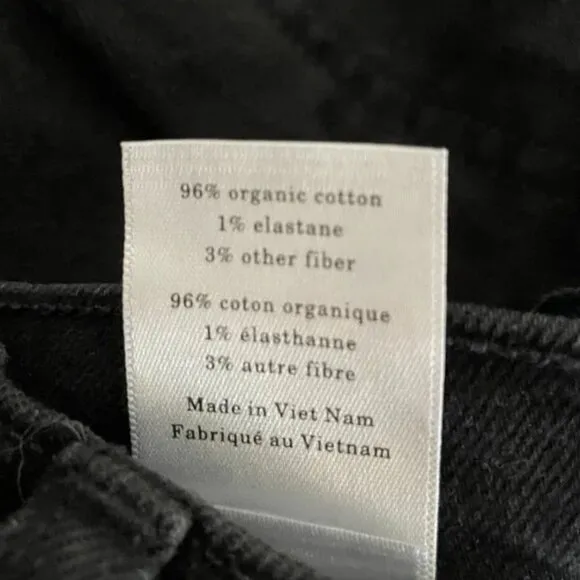 96% organic cotton
1% elastane
3% other fiber
96% coton organique
1% élasthanne
3% autre fibre
Made in Viet Nam
Fabriqué au Vietnam